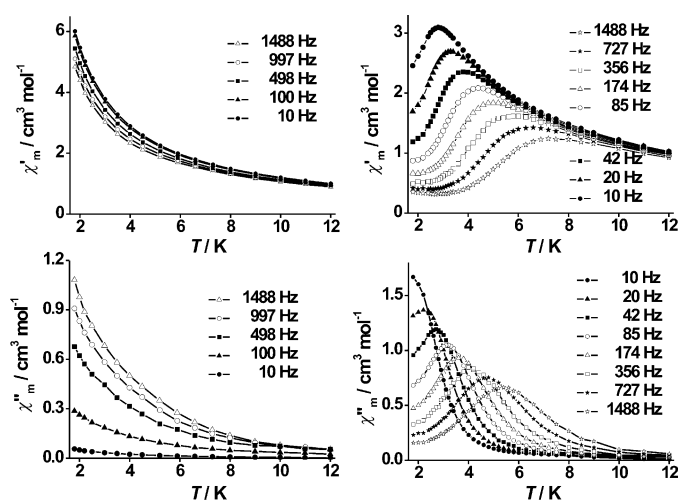 χ'm / cm³ mol⁻¹
6
4
2
0
1488 Hz
997 Hz
498 Hz
100 Hz
10 Hz
2 4 6 8 10 12
T / K
χ'm / cm³ mol⁻¹
3
2
1
0
1488 Hz
727 Hz
356 Hz
174 Hz
85 Hz
42 Hz
20 Hz
10 Hz
2 4 6 8 10 12
T / K
χ''m / cm³ mol⁻¹
1.2
0.9
0.6
0.3
0.0
1488 Hz
997 Hz
498 Hz
100 Hz
10 Hz
2 4 6 8 10 12
T / K
χ''m / cm³ mol⁻¹
1.5
1.0
0.5
0.0
10 Hz
20 Hz
42 Hz
85 Hz
174 Hz
356 Hz
727 Hz
1488 Hz
2 4 6 8 10 12
T / K